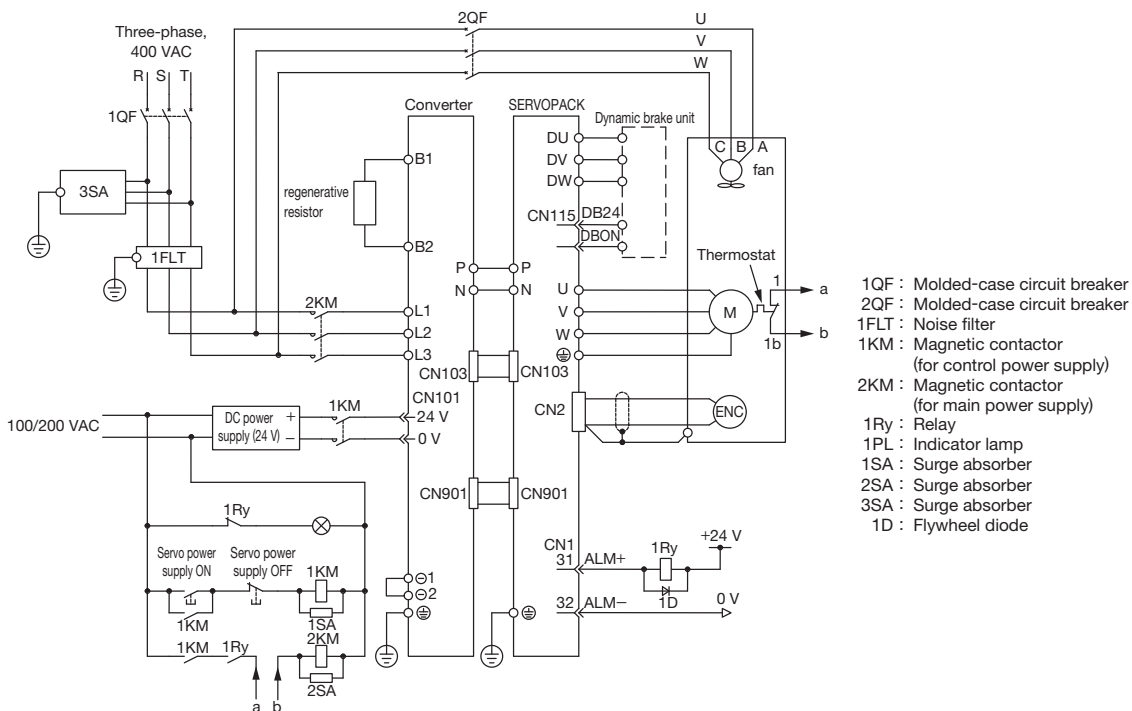 2QF
U
V
W
Three-phase,
400 VAC
R S T
1QF
3SA
1FLT
Converter
SERVOPACK
Dynamic brake unit
DU
DV
DW
C B A
fan
B1
regenerative
resistor
B2
CN115
DB24
DBON
P
P
N
N
Thermostat
1
a
U
V
W
M
1b
b
2KM
L1
L2
L3
CN103
CN103
CN101
100/200 VAC
DC power
supply (24 V)
+
−
1KM
24 V
0 V
CN2
ENC
CN901
CN901
1Ry
Servo power
supply ON
Servo power
supply OFF
1KM
1KM
1SA
1KM
1Ry
2KM
2SA
a b
⊖1
⊖2
CN1
31
ALM+
1Ry
+24 V
1D
32
ALM−
0 V
1QF : Molded-case circuit breaker
2QF : Molded-case circuit breaker
1FLT : Noise filter
1KM : Magnetic contactor
(for control power supply)
2KM : Magnetic contactor
(for main power supply)
1Ry : Relay
1PL : Indicator lamp
1SA : Surge absorber
2SA : Surge absorber
3SA : Surge absorber
1D : Flywheel diode